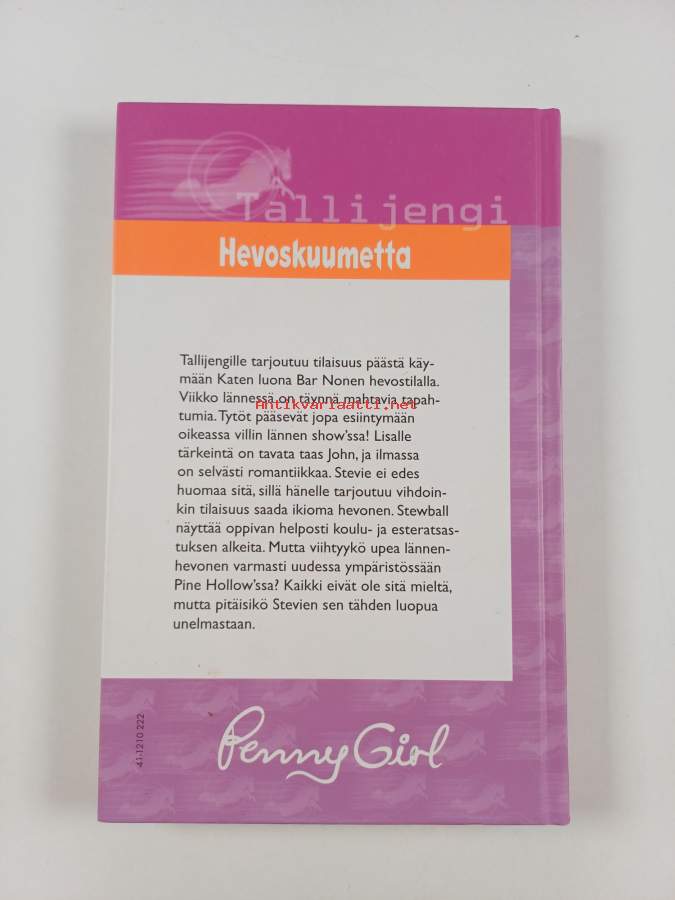 Tallijengi
Hevoskuumetta
Tallijengille tarjoutuu tilaisuus päästä käy-
mään Katen luona Bar Nonen hevostilalla.
Viikko lännessä on täynnä mahtavia tapah-
Antikvariaatti.net
tumia. Tytöt pääsevät jopa esiintymään
oikeassa villin lännen show'ssa! Lisalle
tärkeintä on tavata taas John, ja ilmassa
on selvästi romantiikkaa. Stevie ei edes
huomaa sitä, sillä hänelle tarjoutuu vihdoin-
kin tilaisuus saada ikioma hevonen. Stewball
näyttää oppivan helposti koulu- ja esteratsas-
tuksen alkeita. Mutta viihtyykö upea lännen-
hevonen varmasti uudessa ympäristössään
Pine Hollow'ssa? Kaikki eivät ole sitä mieltä,
mutta pitäisikö Stevien sen tähden luopua
unelmastaan.
41-1210 222
Penny Girl